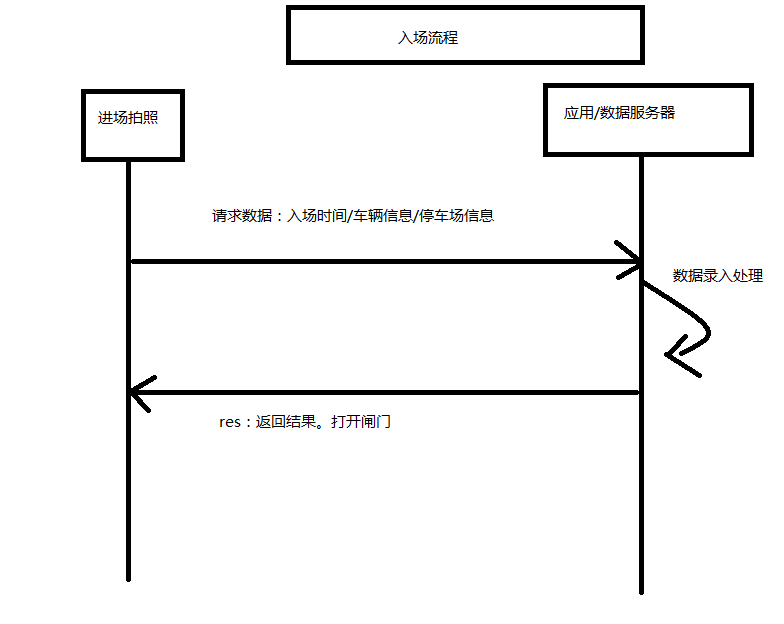 入场流程
进场拍照
应用/数据服务器
请求数据：入场时间/车辆信息/停车场信息
数据录入处理
res：返回结果。打开闸门